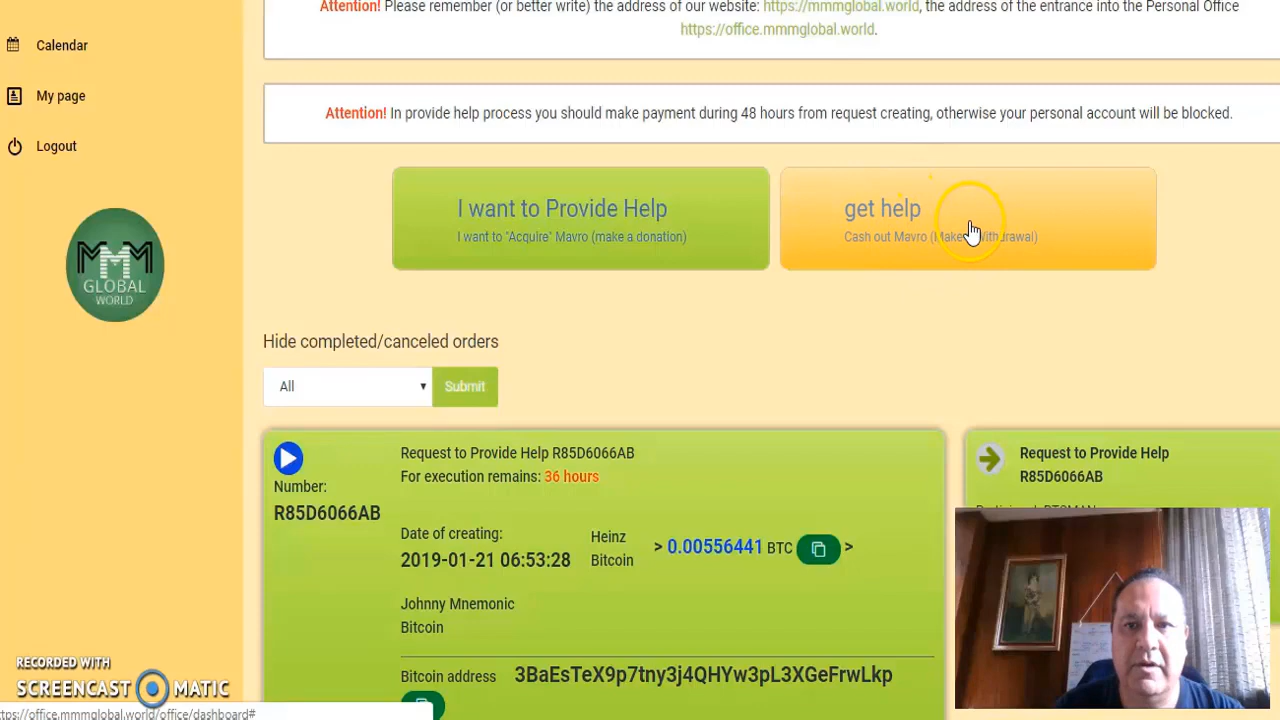 Attention! Please remember (or better write) the address of our website: https://mmmglobal.world, the address of the entrance into the Personal Office
https://office.mmmglobal.world.
Calendar
My page
Attention! In provide help process you should make payment during 48 hours from request creating, otherwise your personal account will be blocked.
Logout
I want to Provide Help
I want to "Acquire" Mavro (make a donation)
get help
Cash out Mavro (Make Withdrawal)
MMM
GLOBAL
WORLD
Hide completed/canceled orders
All
Submit
Request to Provide Help R85D6066AB
For execution remains: 36 hours
Number:
R85D6066AB
Date of creating:
2019-01-21 06:53:28
Heinz
Bitcoin
> 0.00556441 BTC >
Johnny Mnemonic
Bitcoin
Bitcoin address 3BaEsTeX9p7tny3j4QHYw3pL3XGeFrwLkp
Request to Provide Help
R85D6066AB
RECORDED WITH
SCREENCAST MATIC
https://office.mmmglobal.world/office/dashboard#